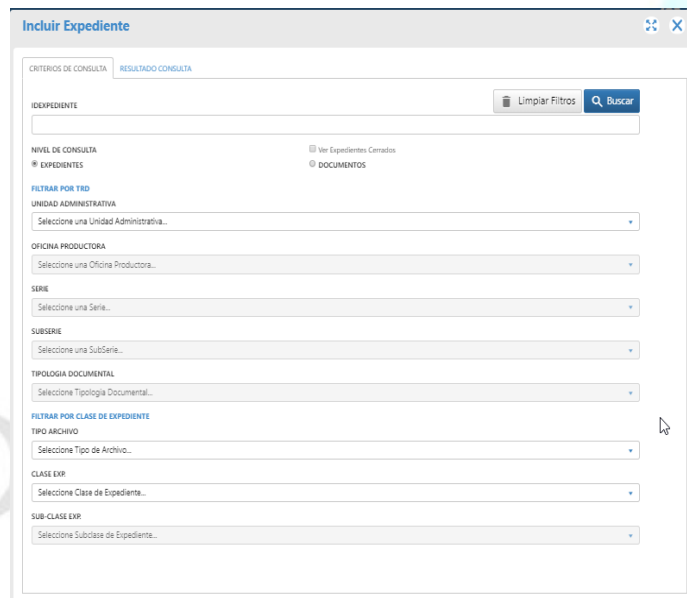 Incluir Expediente
CRITERIOS DE CONSULTA RESULTADO CONSULTA
IDEXPEDIENTE
Limpiar Filtros Buscar
NIVEL DE CONSULTA
Ver Expedientes Cerrados
EXPEDIENTES
DOCUMENTOS
FILTRAR POR TRD
UNIDAD ADMINISTRATIVA
Seleccione una Unidad Administrativa...
OFICINA PRODUCTORA
Seleccione una Oficina Productora...
SERIE
Seleccione una Serie...
SUBSERIE
Seleccione una SubSerie...
TIPOLOGIA DOCUMENTAL
Seleccione Tipología Documental...
FILTRAR POR CLASE DE EXPEDIENTE
TIPO ARCHIVO
Seleccione Tipo de Archivo...
CLASE EXP.
Seleccione Clase de Expediente...
SUB-CLASE EXP.
Seleccione Subclase de Expediente...